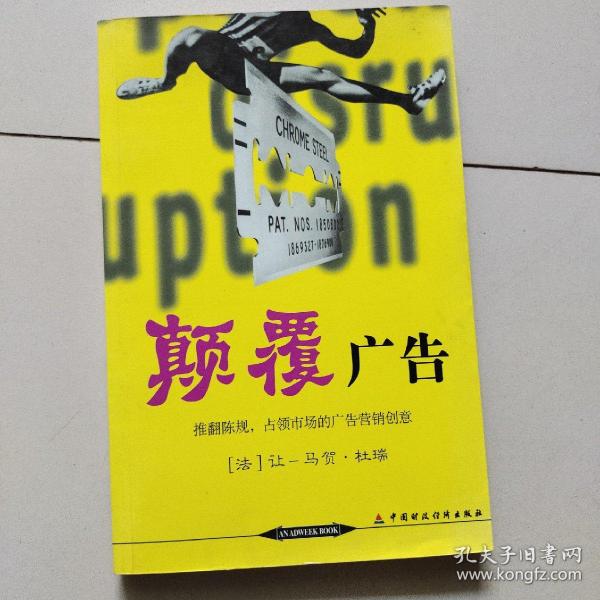 disru
uption
CHROME STEEL
PAT. NOS.
颠覆广告
推翻陈规，占领市场的广告营销创意
[法]让－马贺·杜瑞
中国财政经济出版社
AN ADWEEK BOOK
孔夫子旧书网
www.kongfz.com